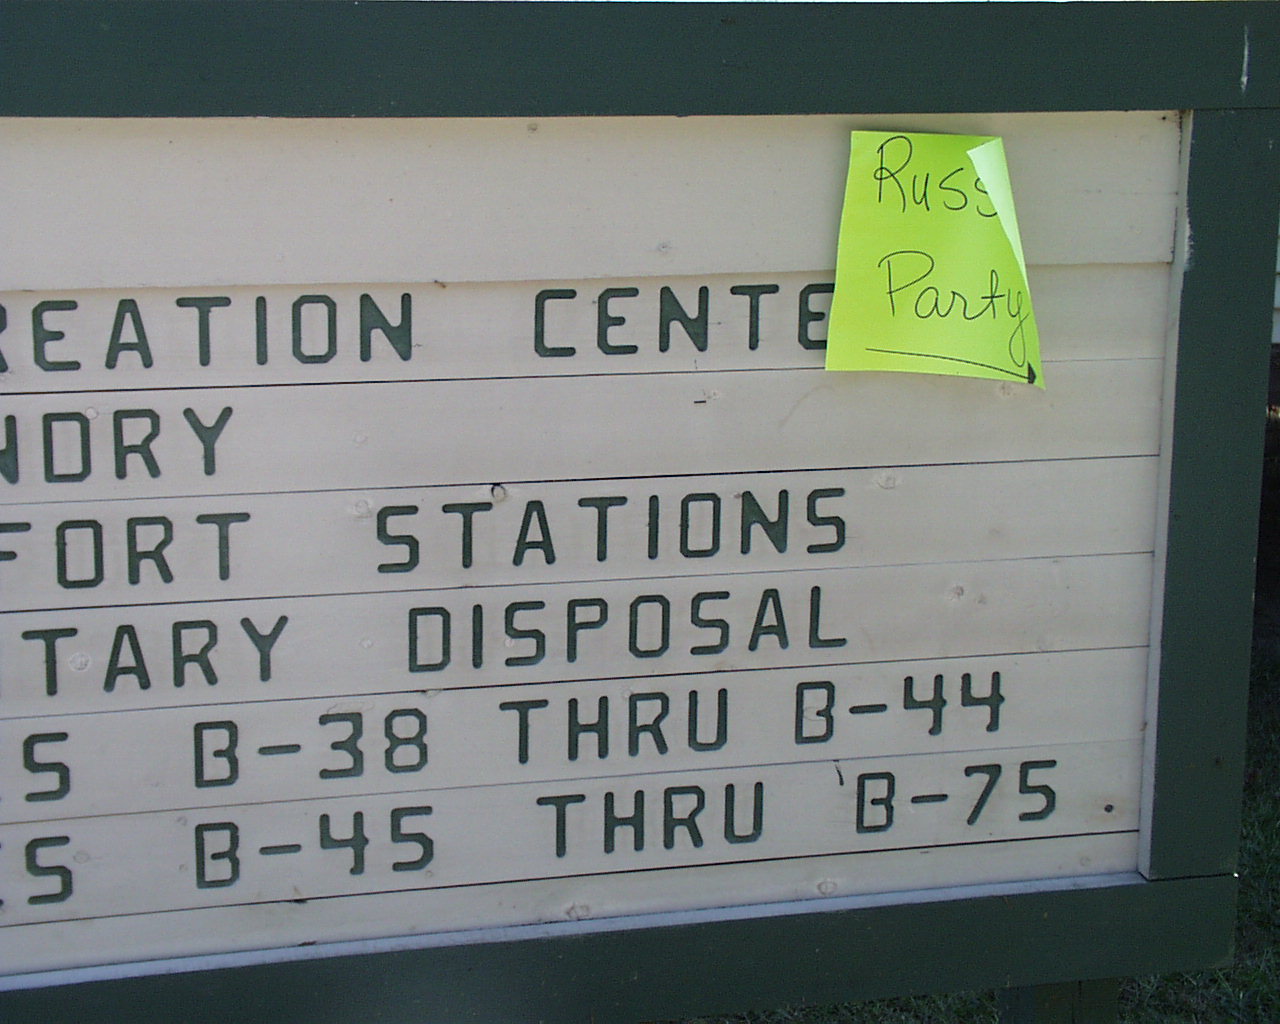 Russ
Party
REATION CENTE
NDRY
FORT STATIONS
TARY DISPOSAL
S B-38 THRU B-44
S B-45 THRU B-75